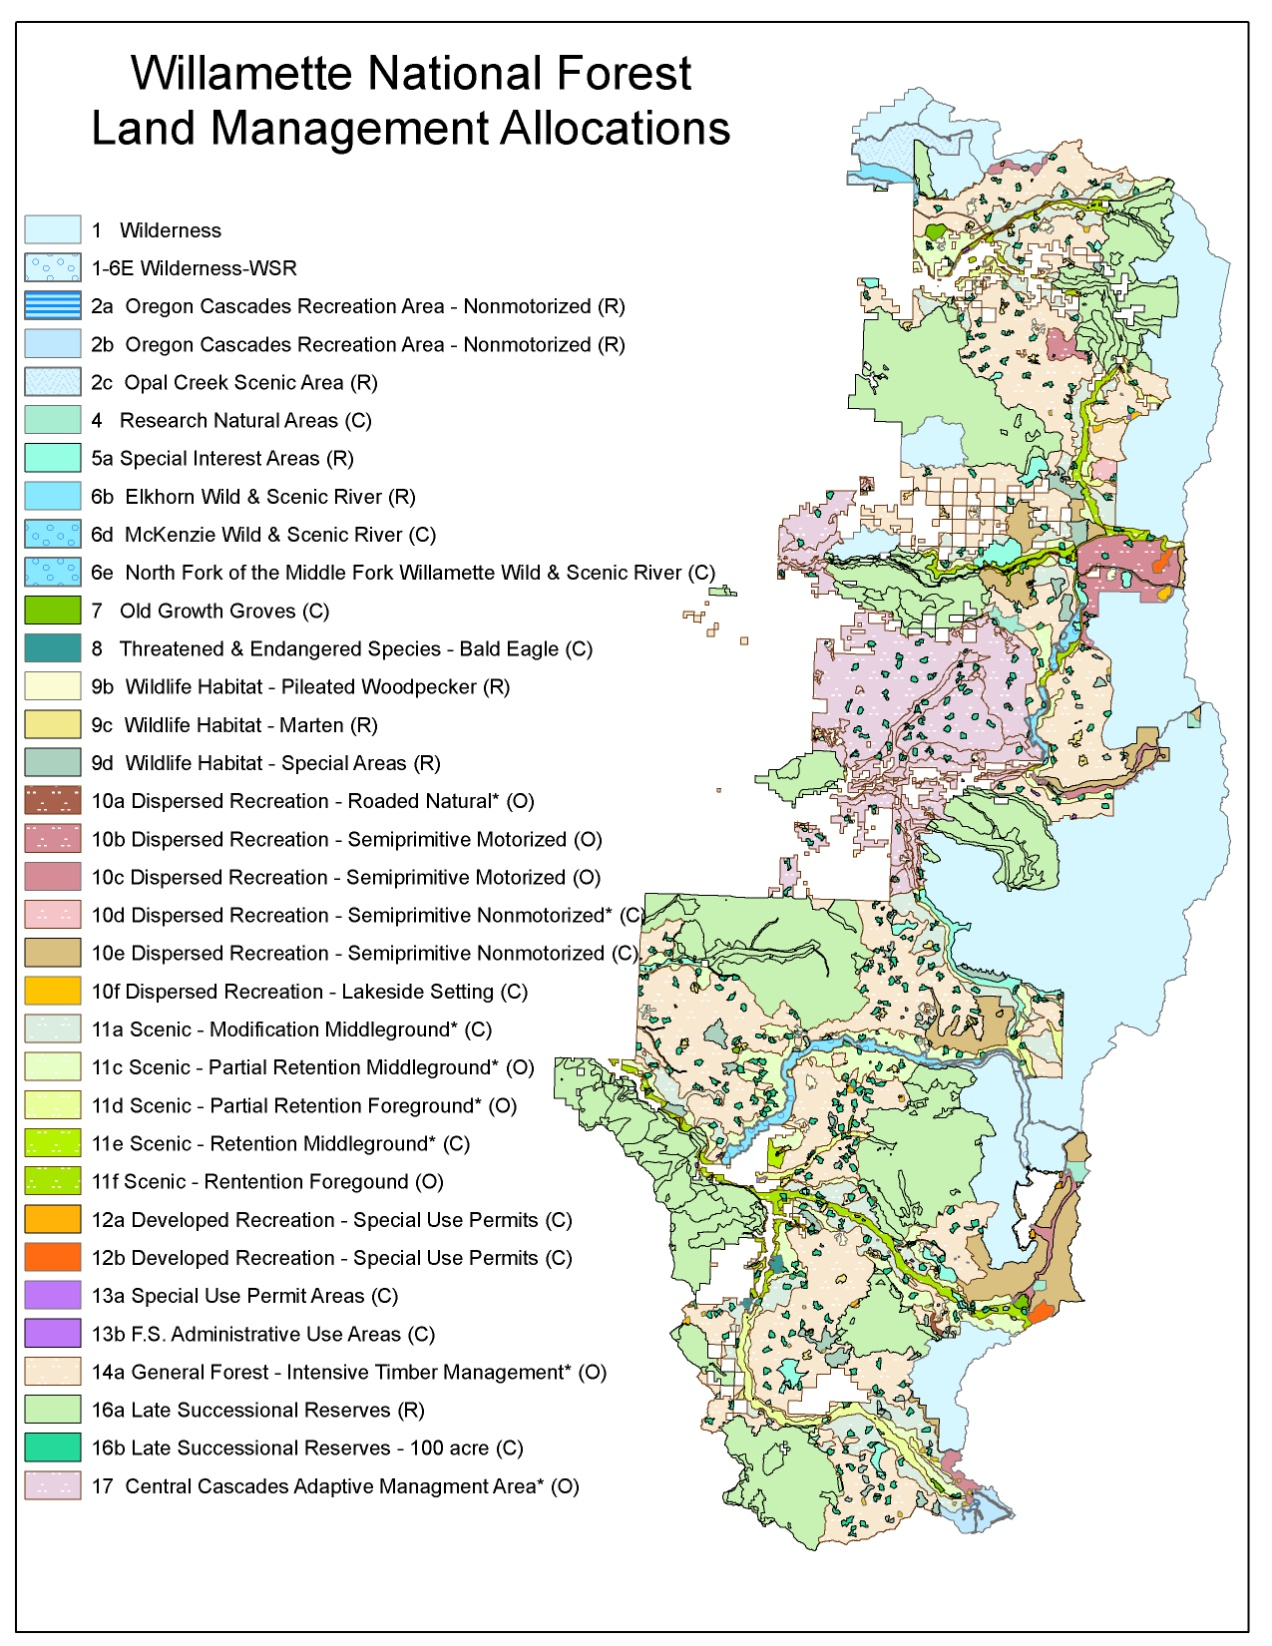 Willamette National Forest
Land Management Allocations
1 Wilderness
1-6E Wilderness-WSR
2a Oregon Cascades Recreation Area - Nonmotorized (R)
2b Oregon Cascades Recreation Area - Nonmotorized (R)
2c Opal Creek Scenic Area (R)
4 Research Natural Areas (C)
5a Special Interest Areas (R)
6b Elkhorn Wild & Scenic River (R)
6d McKenzie Wild & Scenic River (C)
6e North Fork of the Middle Fork Willamette Wild & Scenic River (C)
7 Old Growth Groves (C)
8 Threatened & Endangered Species - Bald Eagle (C)
9b Wildlife Habitat - Pileated Woodpecker (R)
9c Wildlife Habitat - Marten (R)
9d Wildlife Habitat - Special Areas (R)
10a Dispersed Recreation - Roaded Natural* (O)
10b Dispersed Recreation - Semiprimitive Motorized (O)
10c Dispersed Recreation - Semiprimitive Motorized (O)
10d Dispersed Recreation - Semiprimitive Nonmotorized* (C)
10e Dispersed Recreation - Semiprimitive Nonmotorized (C)
10f Dispersed Recreation - Lakeside Setting (C)
11a Scenic - Modification Middleground* (C)
11c Scenic - Partial Retention Middleground* (O)
11d Scenic - Partial Retention Foreground* (O)
11e Scenic - Retention Middleground* (C)
11f Scenic - Rentention Foregound (O)
12a Developed Recreation - Special Use Permits (C)
12b Developed Recreation - Special Use Permits (C)
13a Special Use Permit Areas (C)
13b F.S. Administrative Use Areas (C)
14a General Forest - Intensive Timber Management* (O)
16a Late Successional Reserves (R)
16b Late Successional Reserves - 100 acre (C)
17 Central Cascades Adaptive Managment Area* (O)